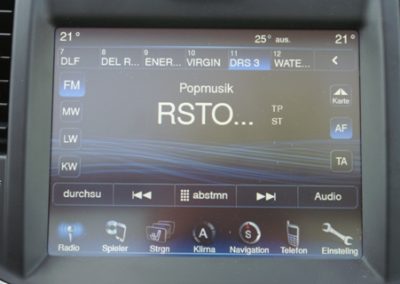 21° 25° aus. 21°
7 8 9 10 11 12
DLF DEL R... ENER... VIRGIN DRS 3 WATE... <
FM Popmusik Karte
MW RSTO... TP
ST AF
LW
KW TA
durchsu abstmn Audio
A S
Radio Spieler Strgn Klima Navigation Telefon Einstellng